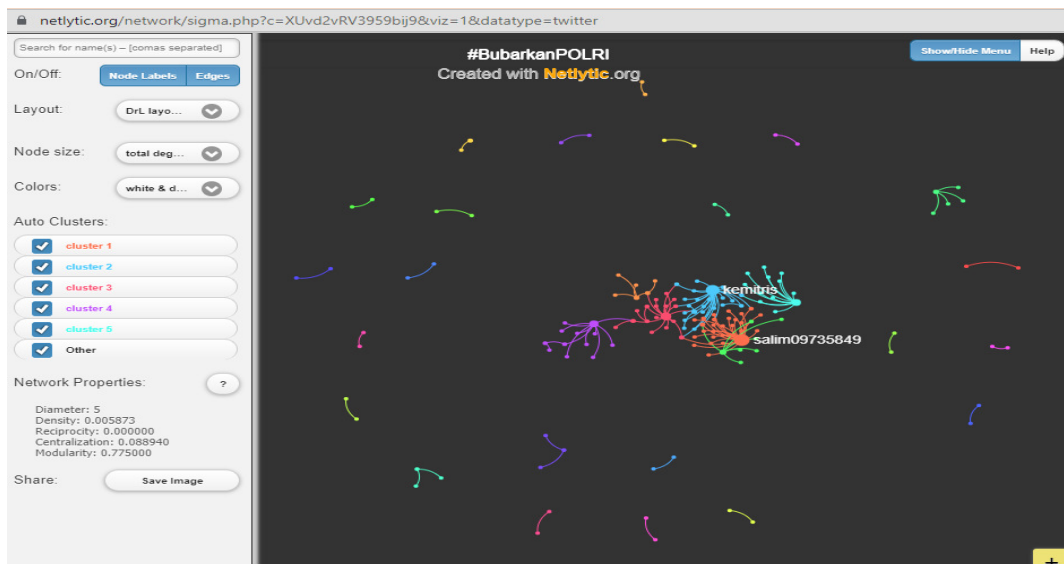 netlytic.org/network/sigma.php?c=XUvd2vRV3959bij9&viz=1&datatype=twitter
Search for name(s) – [comas separated]
On/Off: Node Labels Edges
Layout: DrL layo...
Node size: total deg...
Colors: white & d...
Auto Clusters:
cluster 1
cluster 2
cluster 3
cluster 4
cluster 5
Other
Network Properties: ?
Diameter: 5
Density: 0.005873
Reciprocity: 0.000000
Centralization: 0.088940
Modularity: 0.775000
Share: Save Image
#BubarkanPOLRI
Created with Netlytic.org
Show/Hide Menu Help
kemitris
salim09735849
+